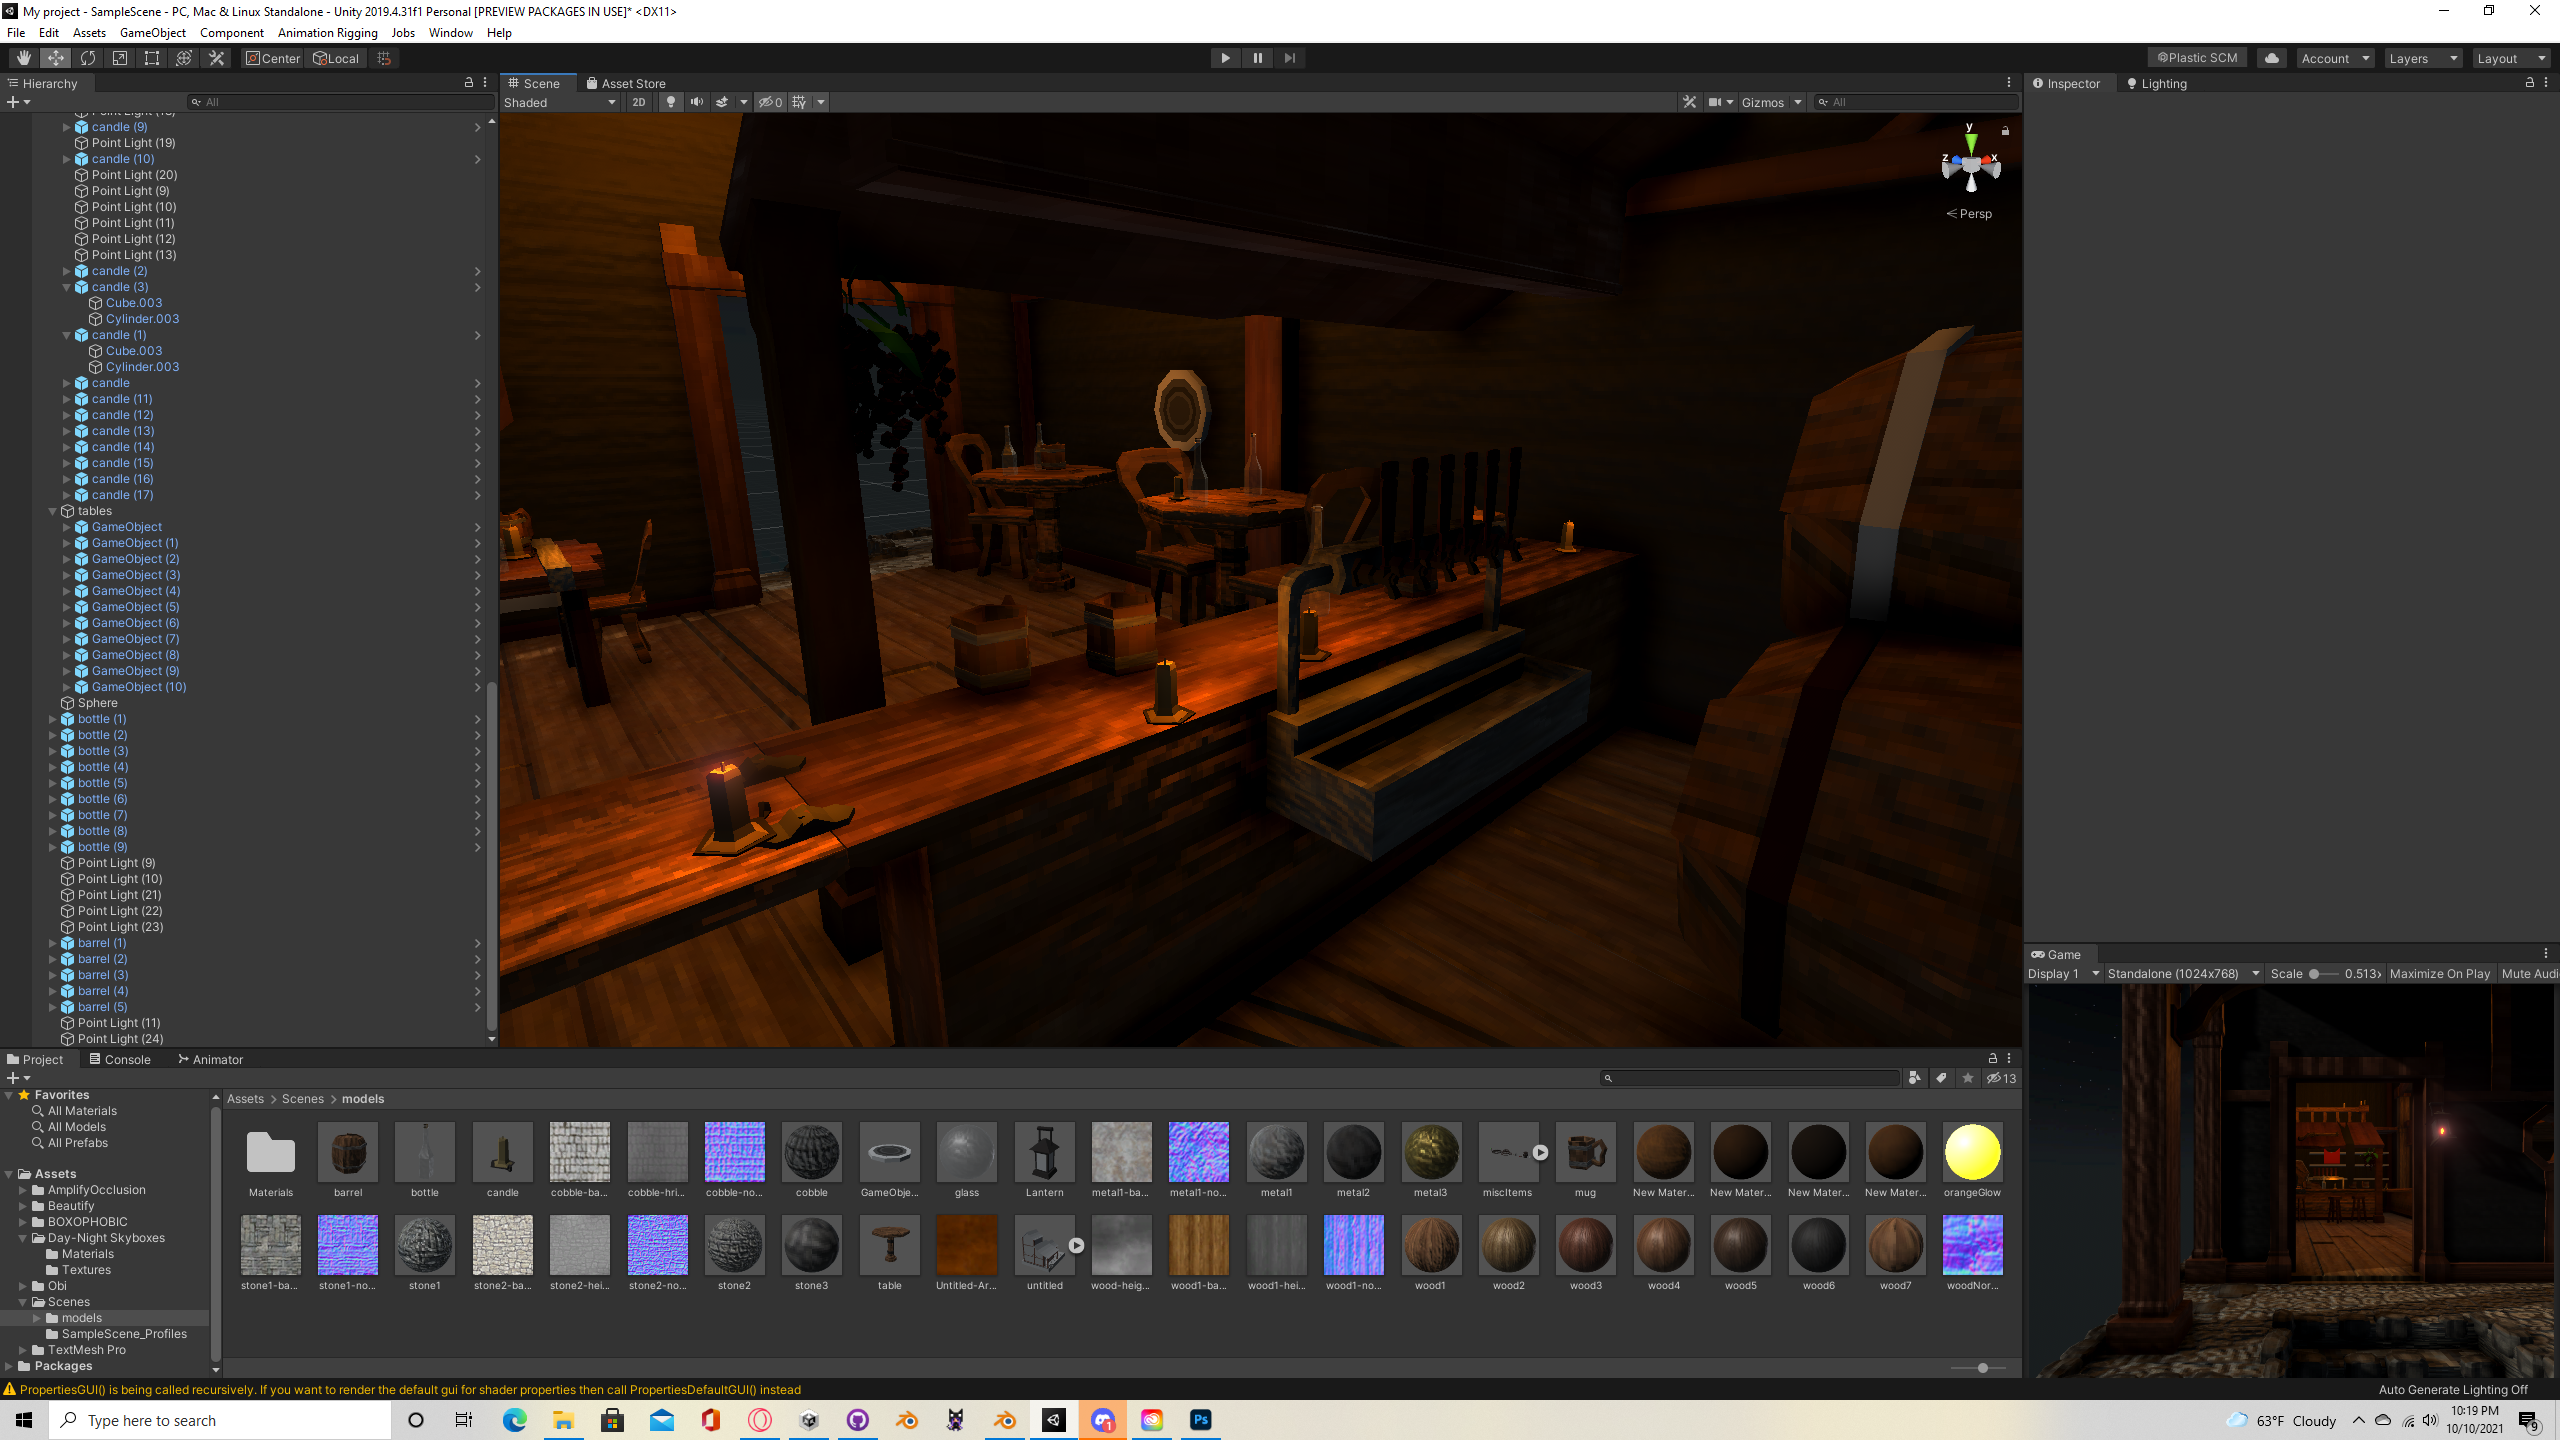 My project - SampleScene - PC, Mac & Linux Standalone - Unity 2019.4.31f1 Personal [PREVIEW PACKAGES IN USE]* <DX11>
File Edit Assets GameObject Component Animation Rigging Jobs Window Help
Center Local Plastic SCM Account Layers Layout
Hierarchy
All
candle (9)
Point Light (19)
candle (10)
Point Light (20)
Point Light (9)
Point Light (10)
Point Light (11)
Point Light (12)
Point Light (13)
candle (2)
candle (3)
Cube.003
Cylinder.003
candle (1)
Cube.003
Cylinder.003
candle
candle (11)
candle (12)
candle (13)
candle (14)
candle (15)
candle (16)
candle (17)
tables
GameObject
GameObject (1)
GameObject (2)
GameObject (3)
GameObject (4)
GameObject (5)
GameObject (6)
GameObject (7)
GameObject (8)
GameObject (9)
GameObject (10)
Sphere
bottle (1)
bottle (2)
bottle (3)
bottle (4)
bottle (5)
bottle (6)
bottle (7)
bottle (8)
bottle (9)
Point Light (9)
Point Light (10)
Point Light (21)
Point Light (22)
Point Light (23)
barrel (1)
barrel (2)
barrel (3)
barrel (4)
barrel (5)
Point Light (11)
Point Light (24)
Scene Asset Store
Shaded 2D 0 Gizmos All
y
z x
Persp
Inspector Lighting
Game
Display 1 Standalone (1024x768) Scale 0.513x Maximize On Play Mute Audi
Project Console Animator
13
Favorites
All Materials
All Models
All Prefabs
Assets
AmplifyOcclusion
Beautify
BOXOPHOBIC
Day-Night Skyboxes
Materials
Textures
Obi
Scenes
models
SampleScene_Profiles
TextMesh Pro
Packages
Assets > Scenes > models
Materials barrel bottle candle cobble-ba... cobble-hri... cobble-no... cobble GameObje... glass Lantern metal1-ba... metal1-no... metal1 metal2 metal3 miscItems mug New Mater... New Mater... New Mater... New Mater... orangeGlow
stone1-ba... stone1-no... stone1 stone2-ba... stone2-hei... stone2-no... stone2 stone3 table Untitled-Ar... untitled wood-heig... wood1-ba... wood1-hei... wood1-no... wood1 wood2 wood3 wood4 wood5 wood6 wood7 woodNor...
PropertiesGUI() is being called recursively. If you want to render the default gui for shader properties then call PropertiesDefaultGUI() instead
Auto Generate Lighting Off
Type here to search
1
Ps
63°F Cloudy
10:19 PM
10/10/2021
9